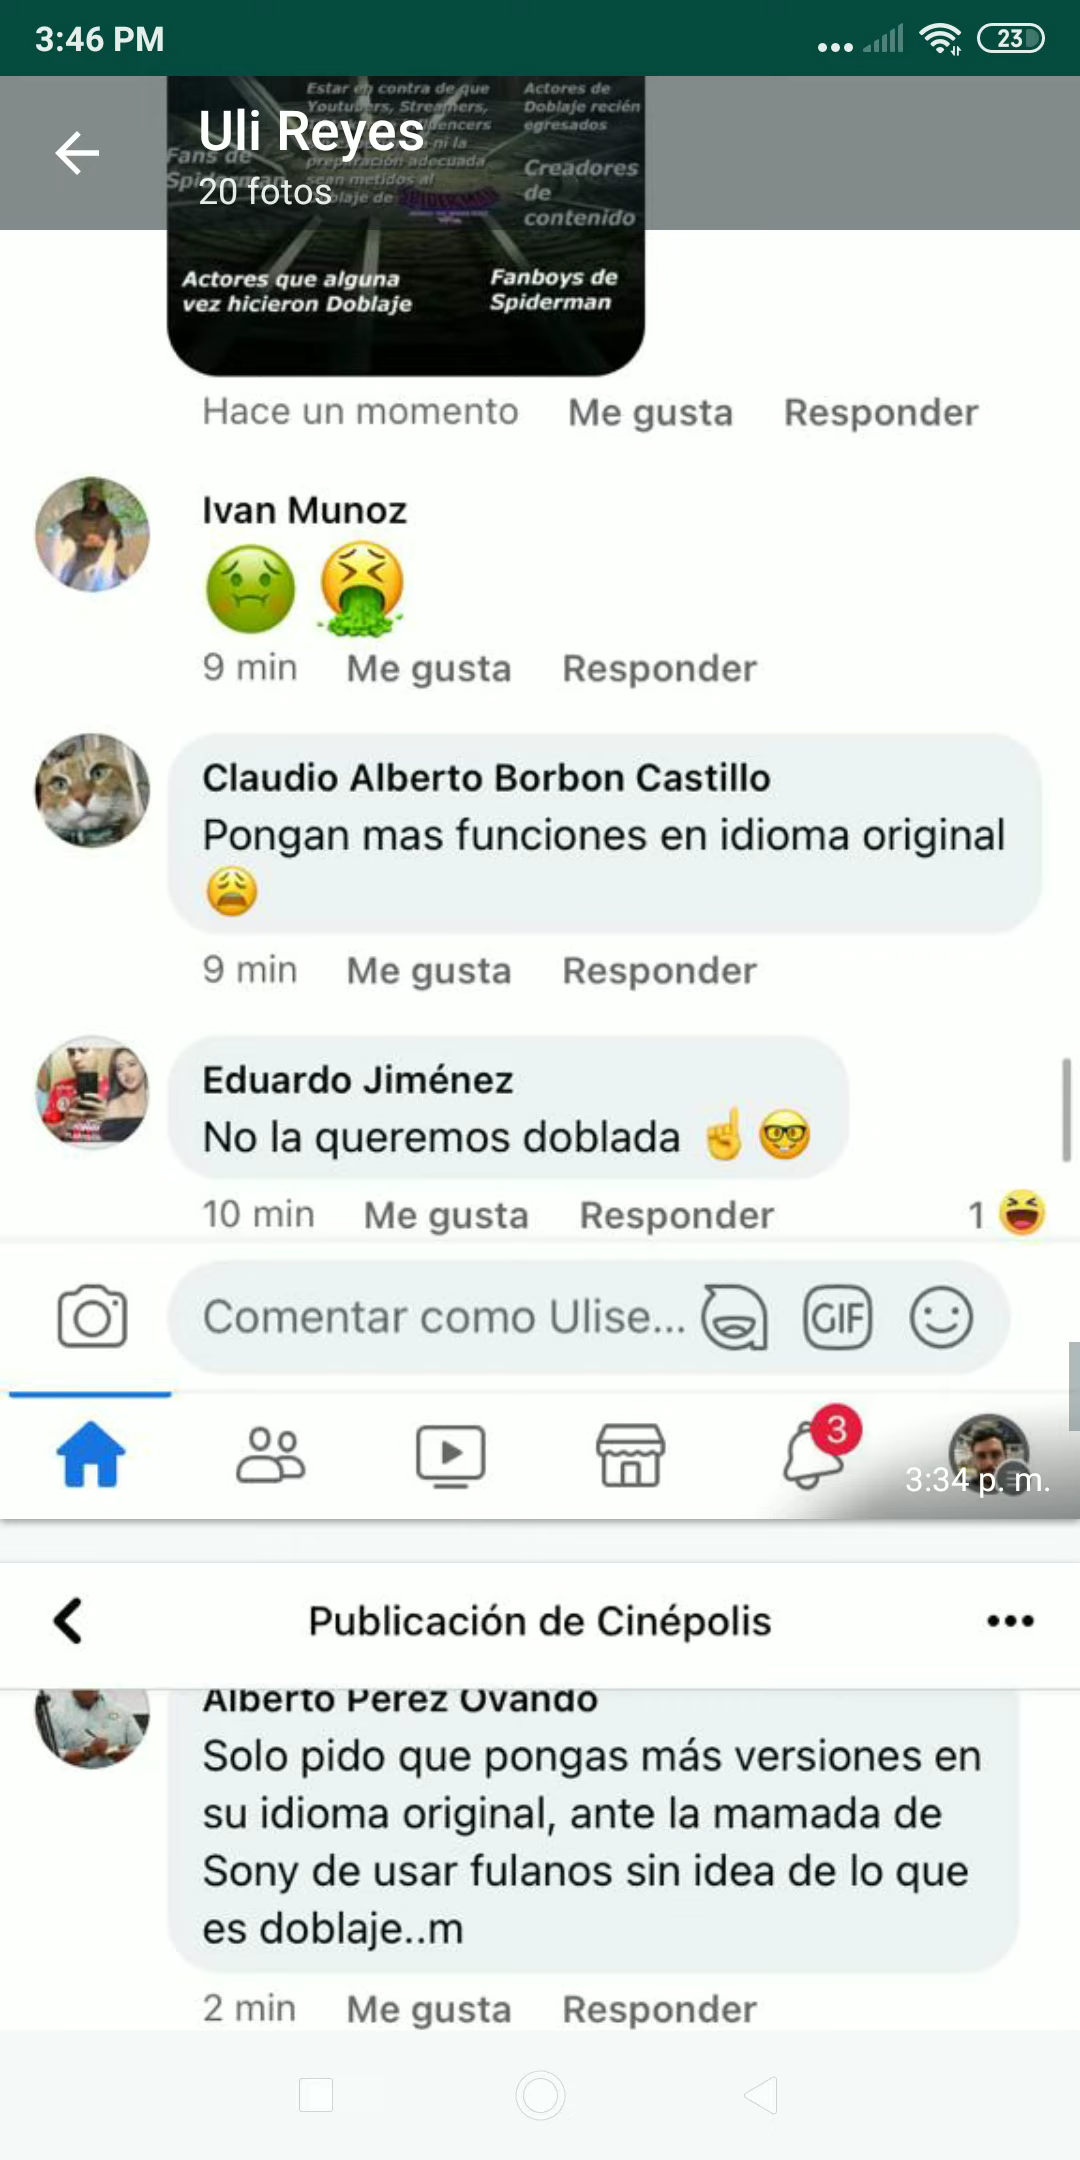 3:46 PM
23
Estar en contra de que
Youtubers, Streamers,
ni la
preparación adecuada
sean metidos al
Doblaje de
Actores de
Doblaje recién
egresados
Fans de
Spiderman
Creadores
de
contenido
Uli Reyes
20 fotos
Actores que alguna
vez hicieron Doblaje
Fanboys de
Spiderman
Hace un momento Me gusta Responder
Ivan Munoz
9 min Me gusta Responder
Claudio Alberto Borbon Castillo
Pongan mas funciones en idioma original
9 min Me gusta Responder
Eduardo Jiménez
No la queremos doblada
10 min Me gusta Responder 1
Comentar como Ulise... GIF
3
3:34 p. m.
Publicación de Cinépolis
Alberto Perez Ovando
Solo pido que pongas más versiones en
su idioma original, ante la mamada de
Sony de usar fulanos sin idea de lo que
es doblaje..m
2 min Me gusta Responder